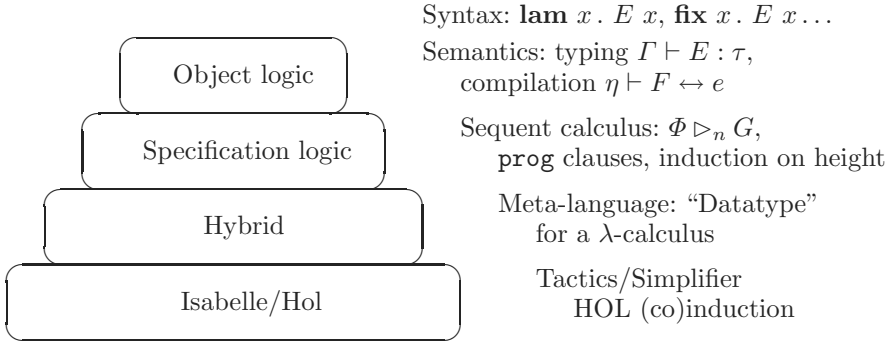 Syntax: lam x . E x, fix x . E x . . .
Object logic
Semantics: typing Γ ⊢ E : τ,
compilation η ⊢ F ↔ e
Specification logic
Sequent calculus: Φ ▷n G,
prog clauses, induction on height
Hybrid
Meta-language: “Datatype”
for a λ-calculus
Isabelle/Hol
Tactics/Simplifier
HOL (co)induction